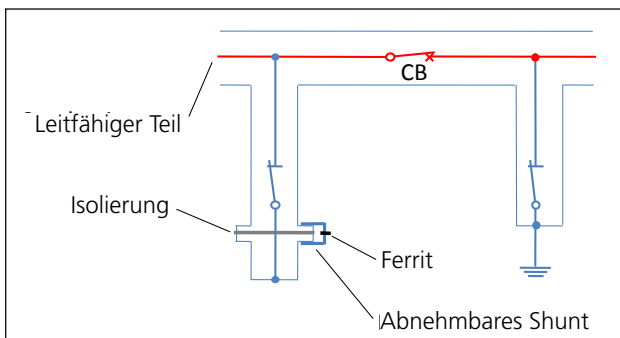 CB
Leitfähiger Teil
Isolierung
Ferrit
Abnehmbares Shunt